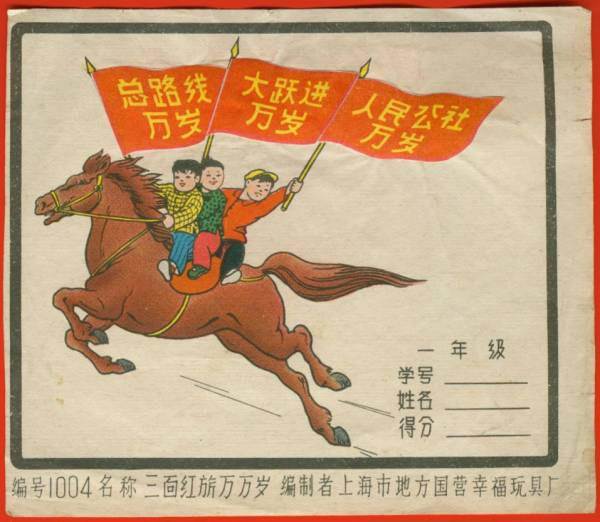 总路线
万岁
大跃进
万岁
人民公社
万岁
一年级
学号
姓名
得分
编号1004 名称 三面红旗万万岁 编制者上海市地方国营幸福玩具厂